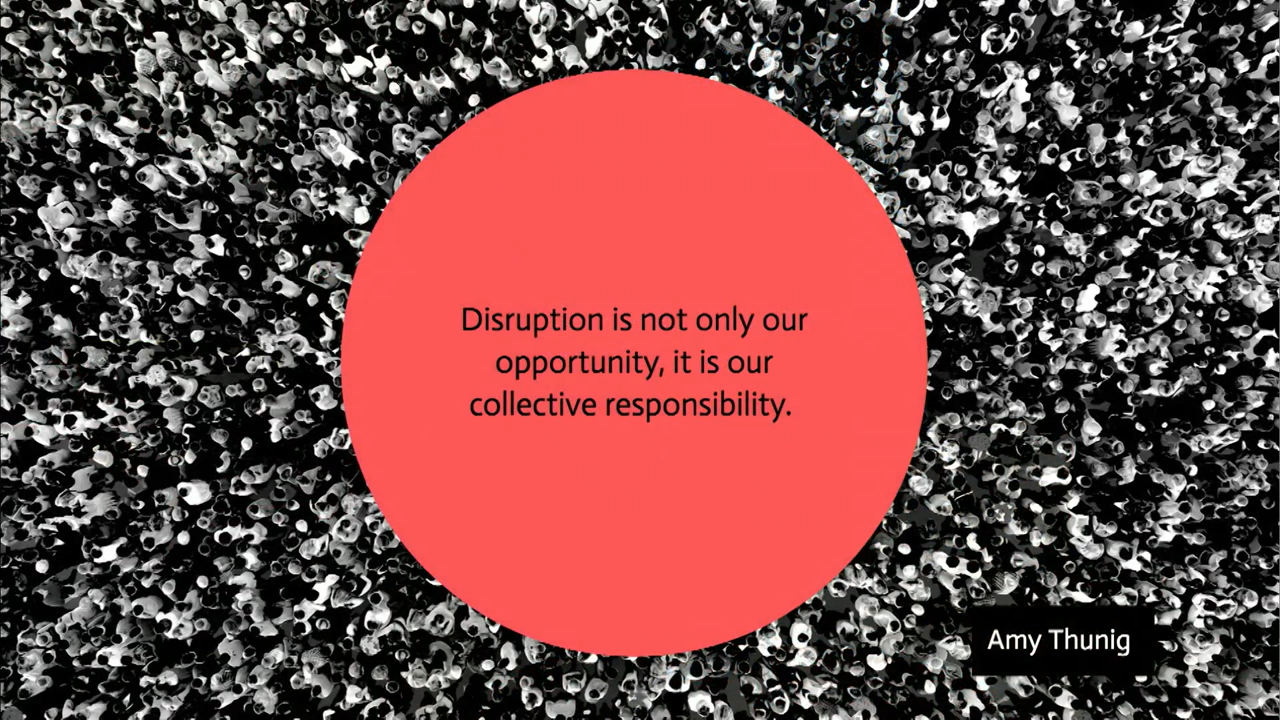 Disruption is not only our
opportunity, it is our
collective responsibility.
Amy Thunig